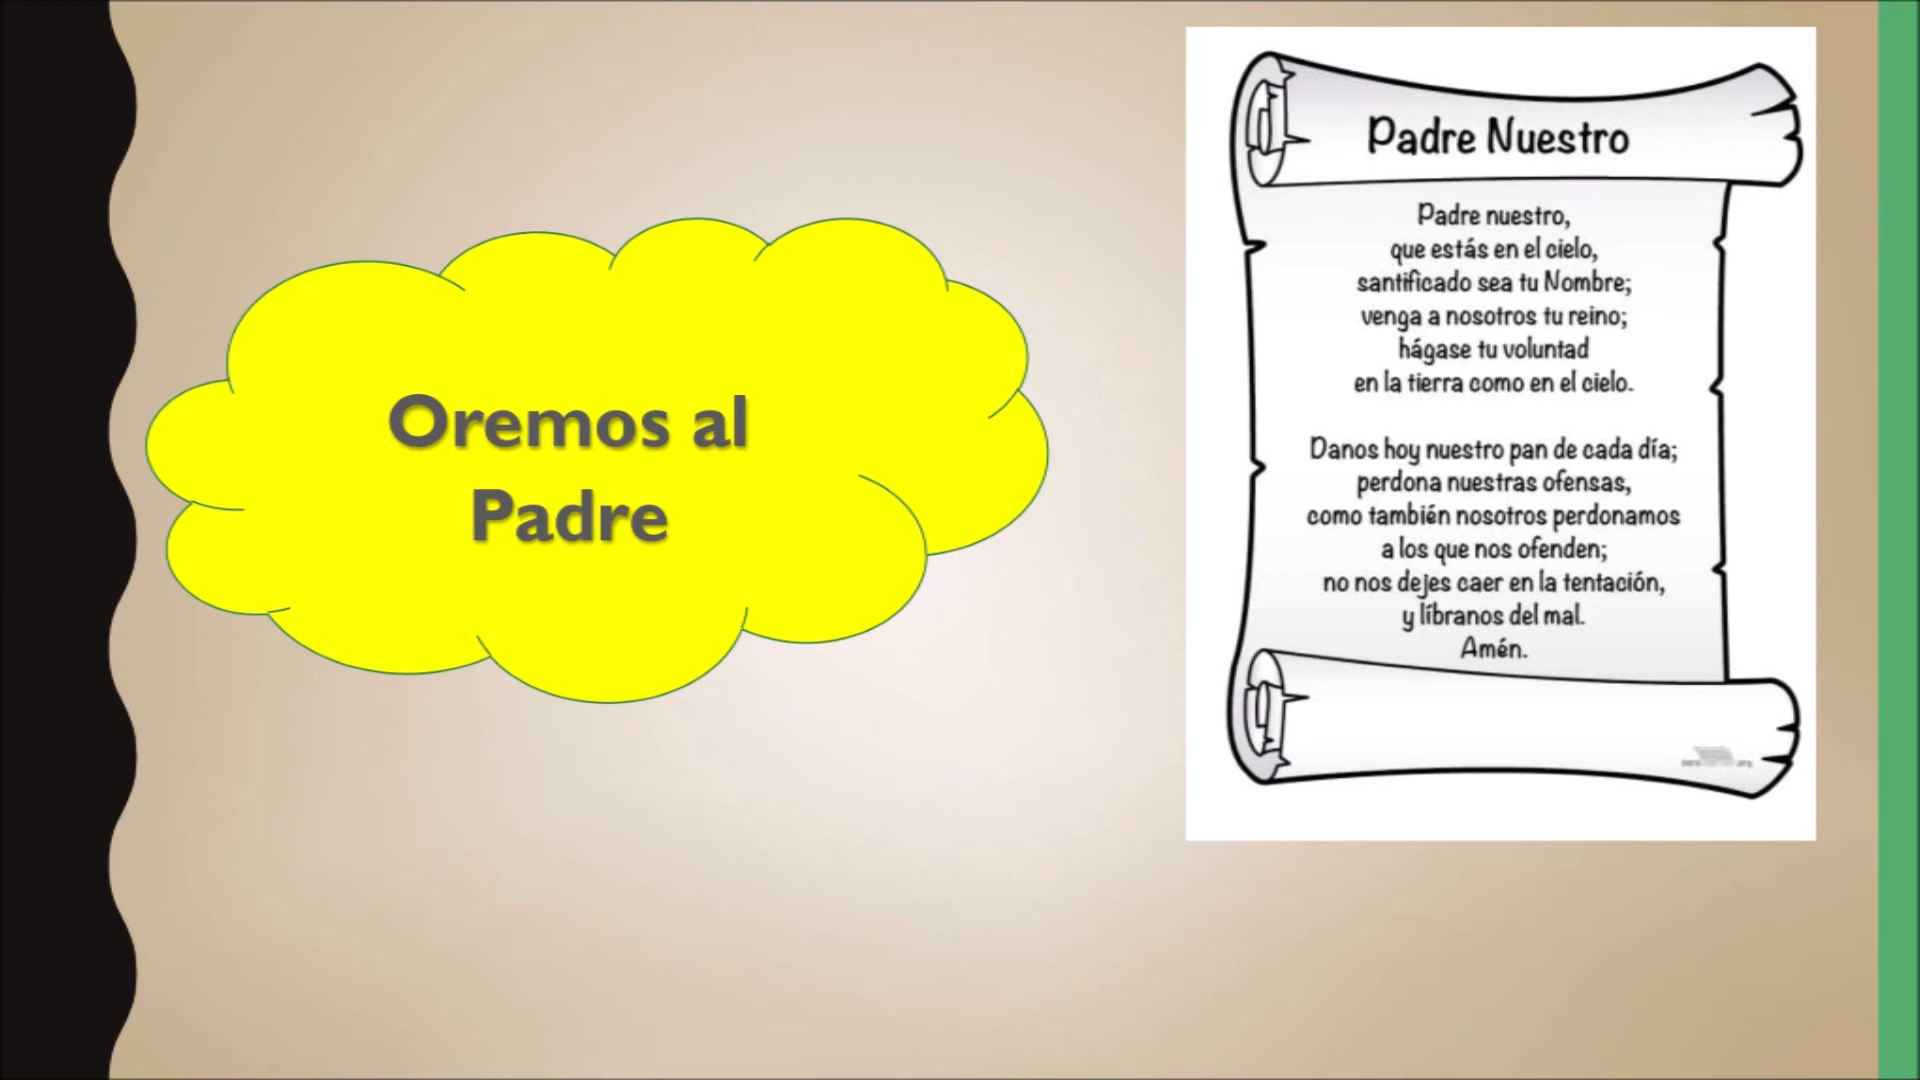 Oremos al
Padre
Padre Nuestro
Padre nuestro,
que estás en el cielo,
santificado sea tu Nombre;
venga a nosotros tu reino;
hágase tu voluntad
en la tierra como en el cielo.
Danos hoy nuestro pan de cada día;
perdona nuestras ofensas,
como también nosotros perdonamos
a los que nos ofenden;
no nos dejes caer en la tentación,
y líbranos del mal.
Amén.